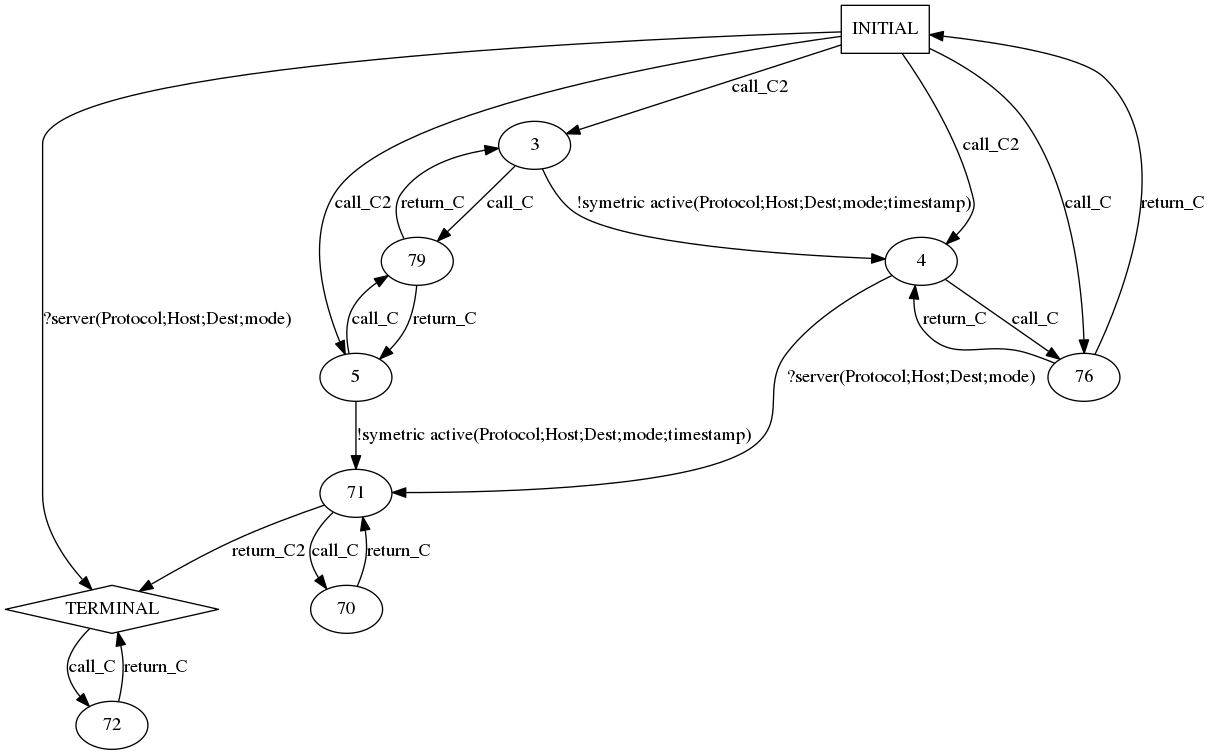 INITIAL
call_C2
3
call_C2
call_C2
return_C
call_C
!symetric active(Protocol;Host;Dest;mode;timestamp)
call_C
return_C
79
4
?server(Protocol;Host;Dest;mode)
call_C
return_C
return_C
call_C
5
?server(Protocol;Host;Dest;mode)
76
!symetric active(Protocol;Host;Dest;mode;timestamp)
71
return_C2
call_C
return_C
TERMINAL
70
call_C
return_C
72